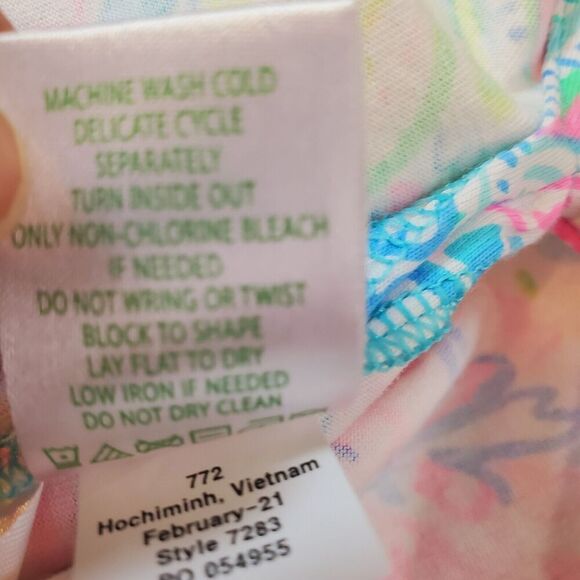 MACHINE WASH COLD
DELICATE CYCLE
SEPARATELY
TURN INSIDE OUT
ONLY NON-CHLORINE BLEACH
IF NEEDED
DO NOT WRING OR TWIST
BLOCK TO SHAPE
LAY FLAT TO DRY
LOW IRON IF NEEDED
DO NOT DRY CLEAN
772
Hochiminh, Vietnam
February-21
Style 7283
PO 054955